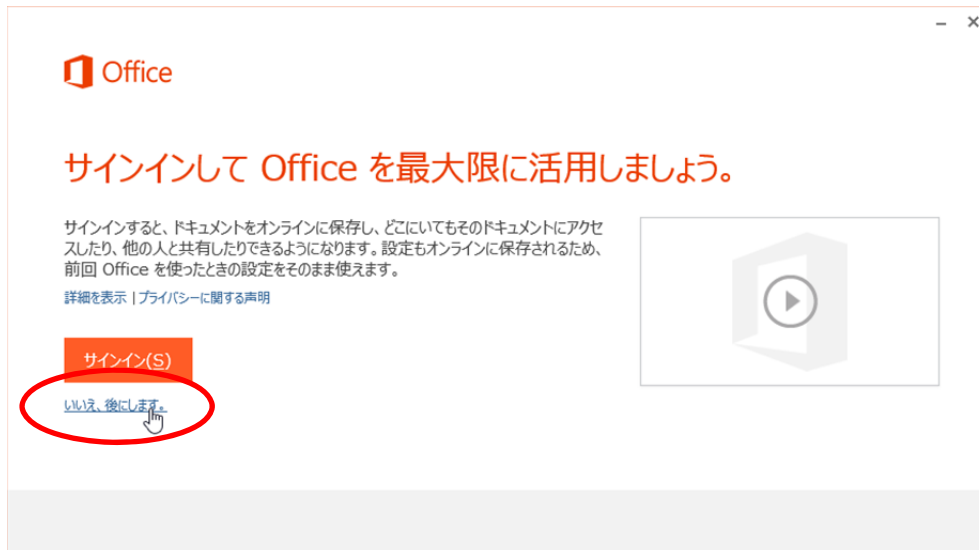 Office
サインインして Office を最大限に活用しましょう。
サインインすると、ドキュメントをオンラインに保存し、どこにいてもそのドキュメントにアクセ
スしたり、他の人と共有したりできるようになります。設定もオンラインに保存されるため、
前回 Office を使ったときの設定をそのまま使えます。
詳細を表示 | プライバシーに関する声明
サインイン(S)
いいえ、後にします。